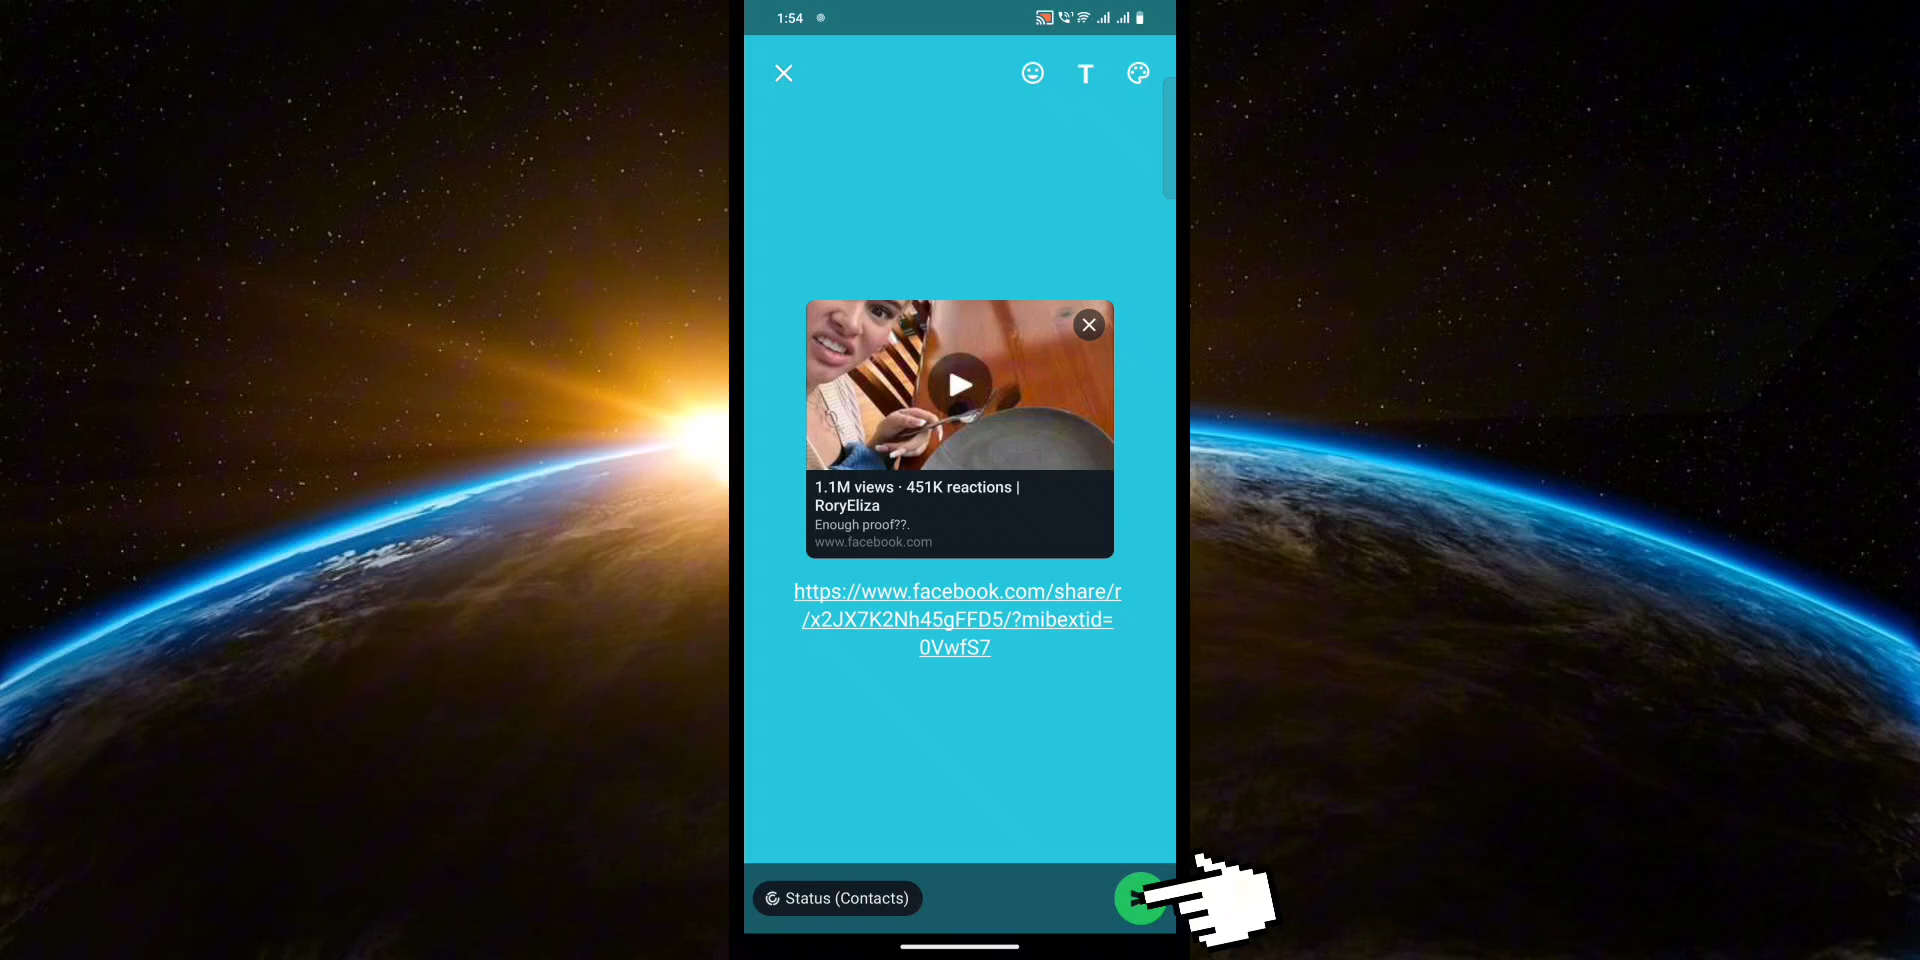 1:54
T
1.1M views · 451K reactions |
RoryEliza
Enough proof??.
www.facebook.com
https://www.facebook.com/share/r
/x2JX7K2Nh45gFFD5/?mibextid=
0VwfS7
Status (Contacts)